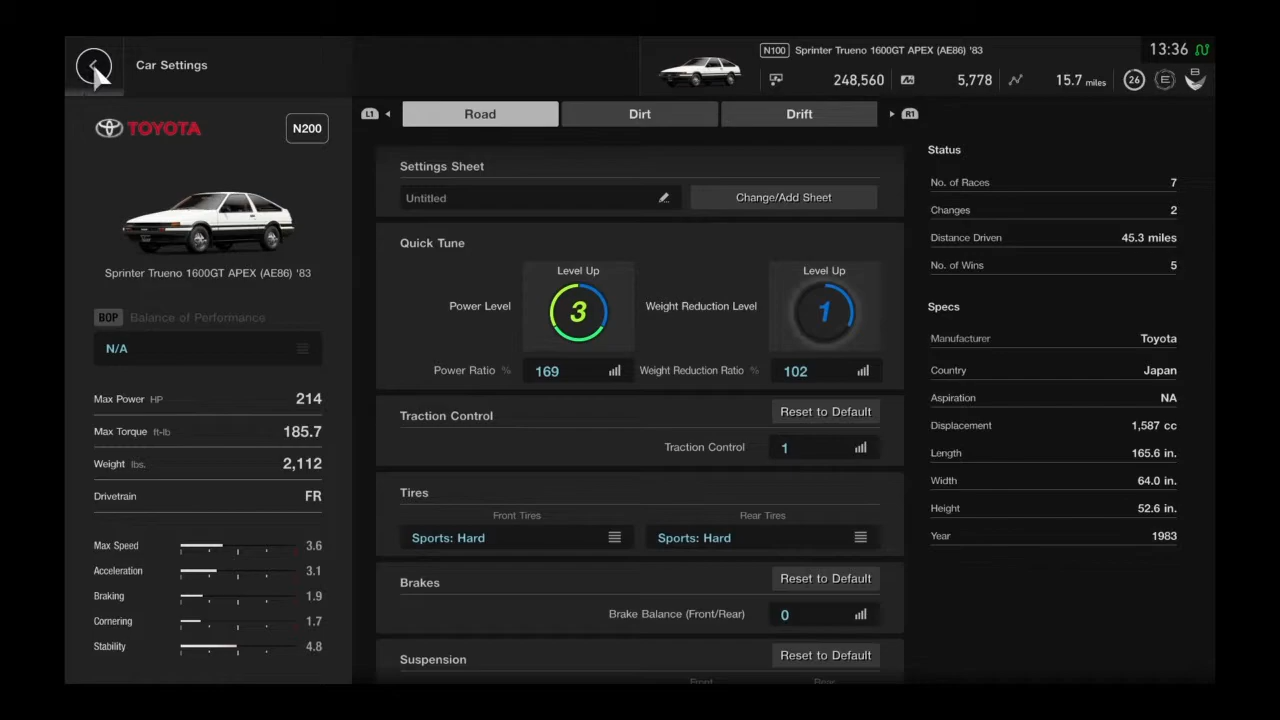 Car Settings
N100 Sprinter Trueno 1600GT APEX (AE86) '83
13:36
248,560
5,778
15.7 miles
26
E
B
TOYOTA
N200
Sprinter Trueno 1600GT APEX (AE86) '83
BOP Balance of Performance
N/A
Max Power HP 214
Max Torque ft-lb 185.7
Weight lbs. 2,112
Drivetrain FR
Max Speed 3.6
Acceleration 3.1
Braking 1.9
Cornering 1.7
Stability 4.8
L1 Road Dirt Drift R1
Settings Sheet
Untitled Change/Add Sheet
Quick Tune
Level Up Level Up
Power Level 3 Weight Reduction Level 1
Power Ratio % 169 Weight Reduction Ratio % 102
Traction Control Reset to Default
Traction Control 1
Tires
Front Tires Rear Tires
Sports: Hard Sports: Hard
Brakes Reset to Default
Brake Balance (Front/Rear) 0
Suspension Reset to Default
Front Rear
Status
No. of Races 7
Changes 2
Distance Driven 45.3 miles
No. of Wins 5
Specs
Manufacturer Toyota
Country Japan
Aspiration NA
Displacement 1,587 cc
Length 165.6 in.
Width 64.0 in.
Height 52.6 in.
Year 1983